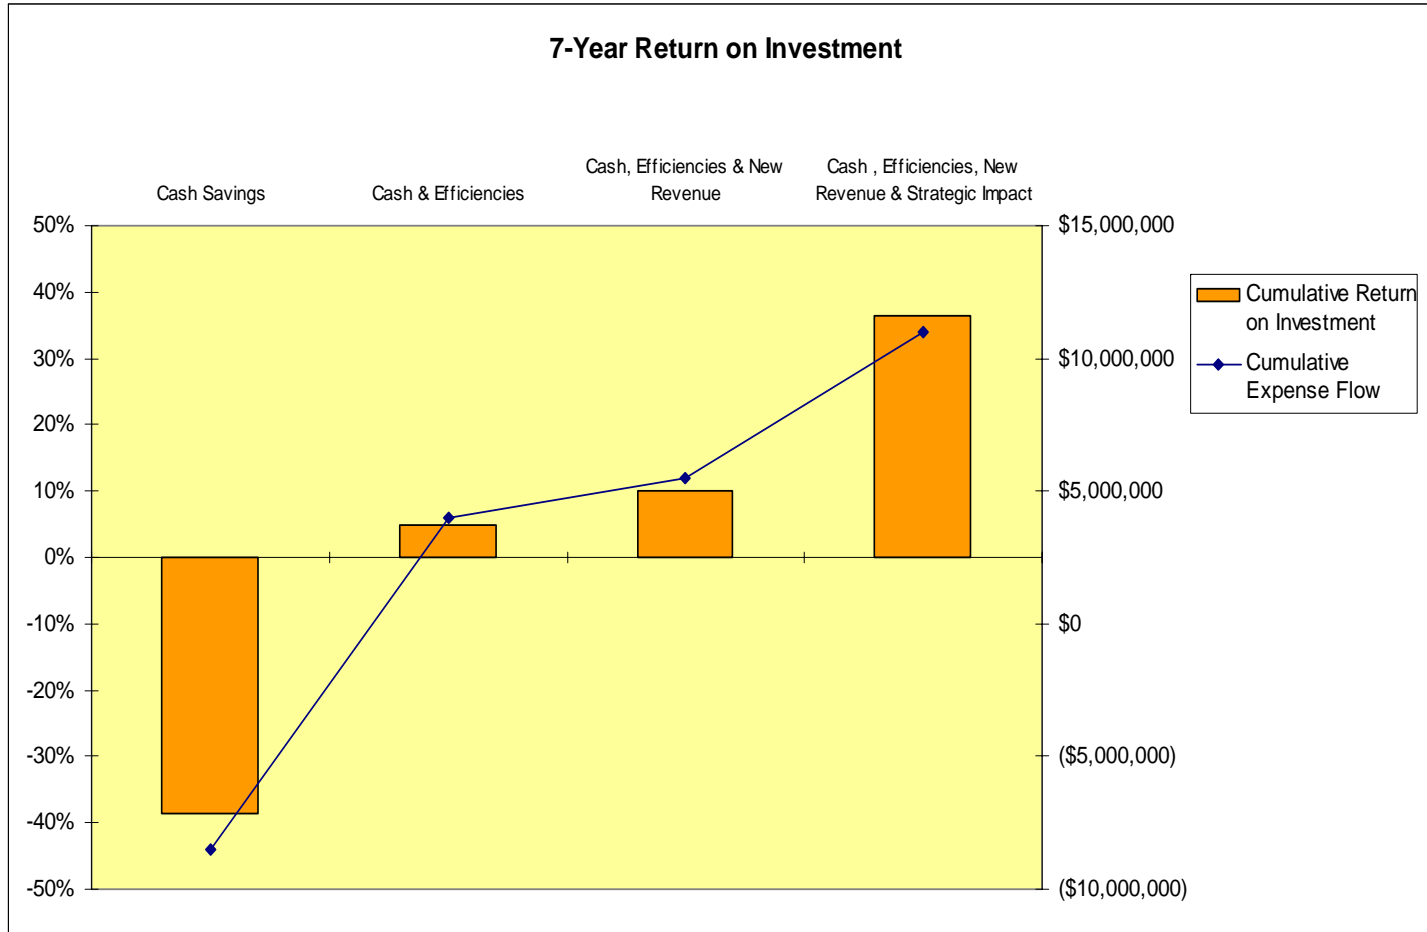 7-Year Return on Investment
Cash Savings
Cash & Efficiencies
Cash, Efficiencies & New
Revenue
Cash , Efficiencies, New
Revenue & Strategic Impact
50%
40%
30%
20%
10%
0%
-10%
-20%
-30%
-40%
-50%
$15,000,000
$10,000,000
$5,000,000
$0
($5,000,000)
($10,000,000)
Cumulative Return
on Investment
Cumulative
Expense Flow